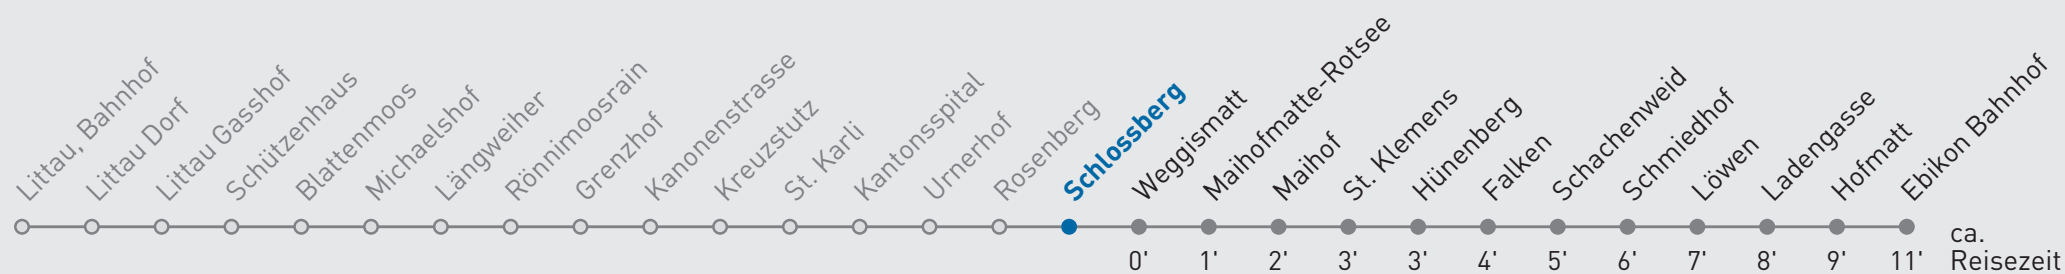 Littau, Bahnhof
Littau Dorf
Littau Gasshof
Schützenhaus
Blattenmoos
Michaelshof
Längweiher
Rönnimoosrain
Grenzhof
Kanonenstrasse
Kreuzstutz
St. Karli
Kantonsspital
Urnerhof
Rosenberg
Schlossberg
Weggismatt
Maihofmatte-Rotsee
Maihof
St. Klemens
Hünenberg
Falken
Schachenweid
Schmiedhof
Löwen
Ladengasse
Hofmatt
Ebikon Bahnhof
0' 1' 2' 3' 3' 4' 5' 6' 7' 8' 9' 11'
ca.
Reisezeit